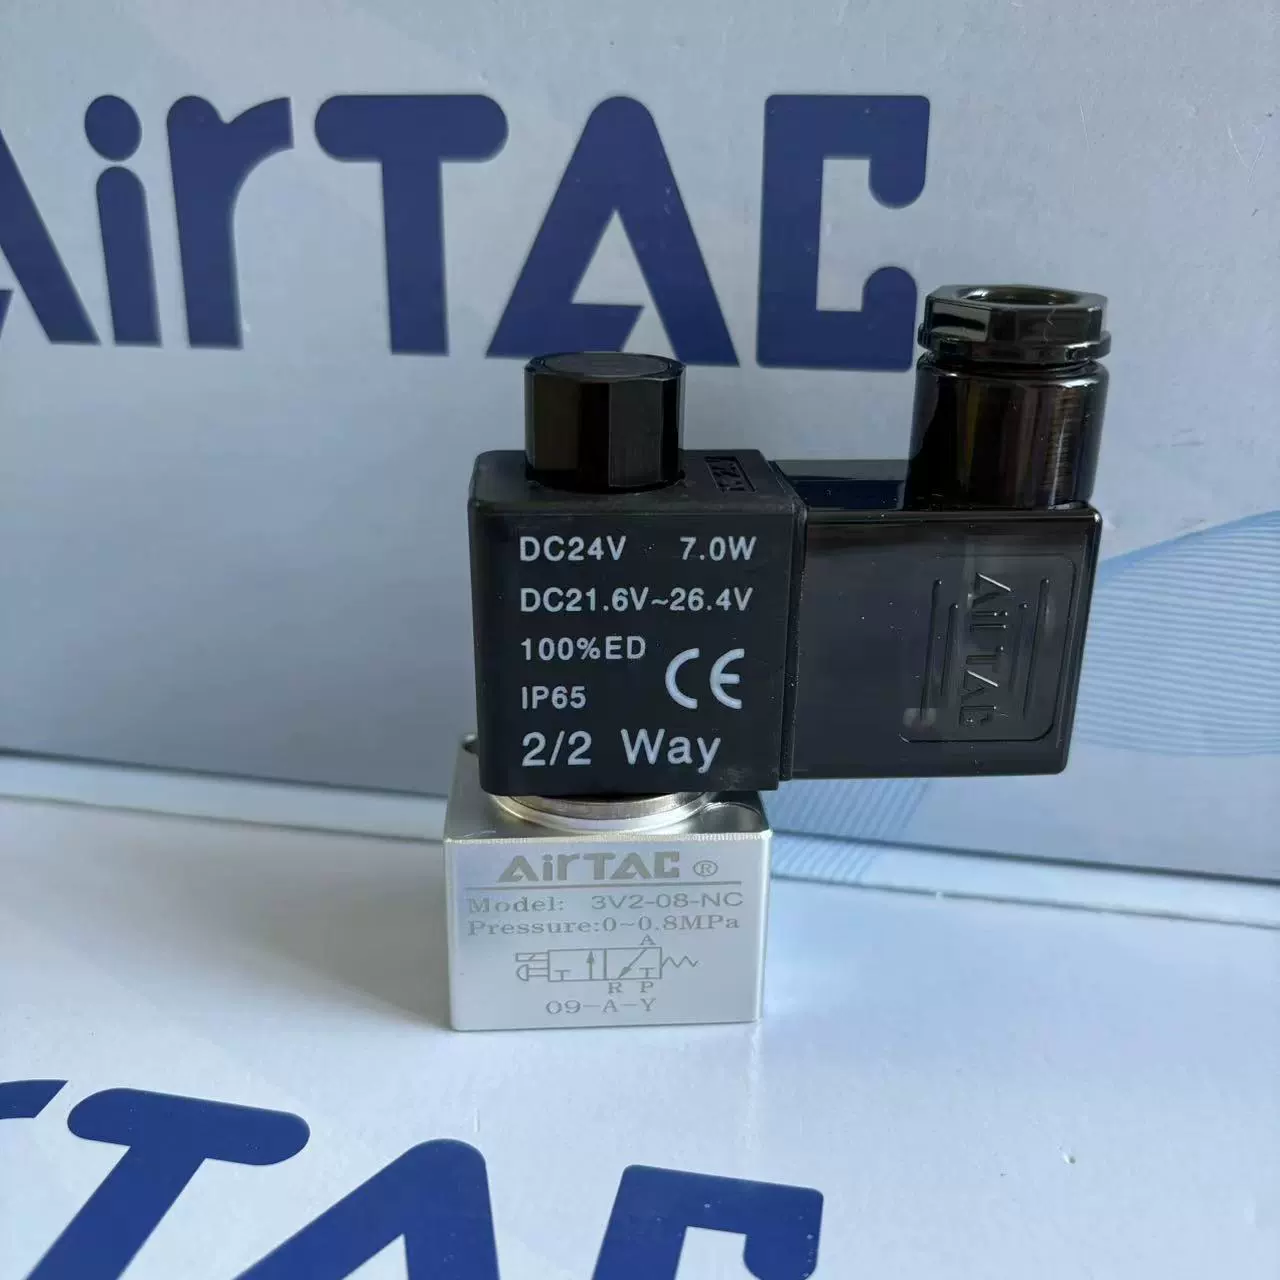 AirTAC
DC24V 7.0W
DC21.6V~26.4V
100%ED
IP65
CE
2/2 Way
AirTAC
AirTAC ®
Model: 3V2-08-NC
Pressure:0~0.8MPa
A
T T
R P
09-A-Y
rTAC